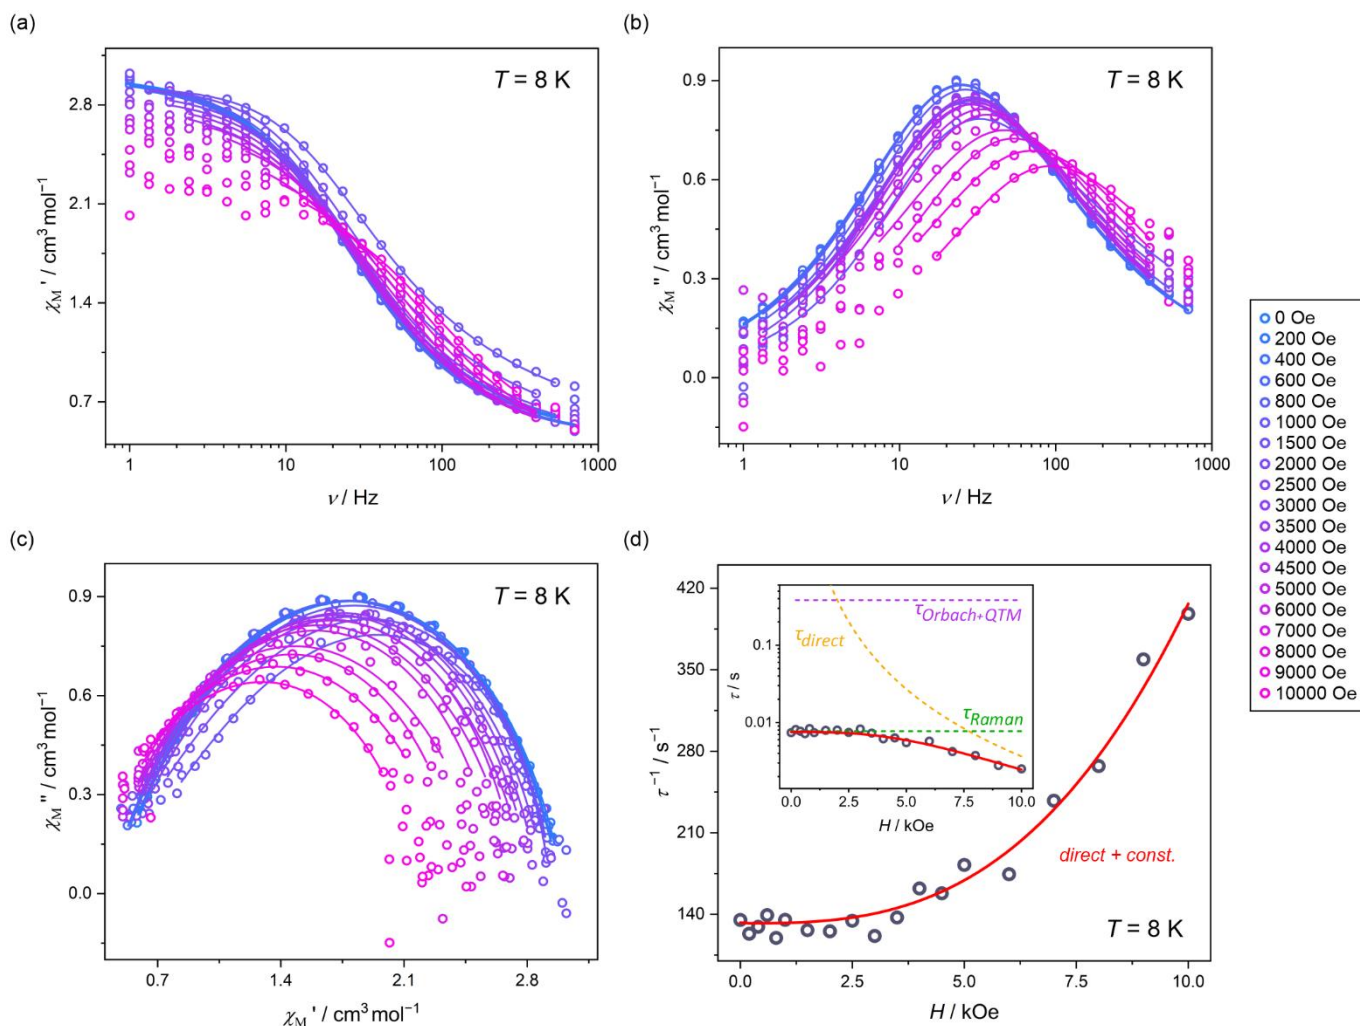 (a)
T = 8 K
χM' / cm³ mol⁻¹
2.8
2.1
1.4
0.7
1
10
100
1000
ν / Hz
(b)
T = 8 K
χM'' / cm³ mol⁻¹
0.9
0.6
0.3
0.0
1
10
100
1000
ν / Hz
0 Oe
200 Oe
400 Oe
600 Oe
800 Oe
1000 Oe
1500 Oe
2000 Oe
2500 Oe
3000 Oe
3500 Oe
4000 Oe
4500 Oe
5000 Oe
6000 Oe
7000 Oe
8000 Oe
9000 Oe
10000 Oe
(c)
T = 8 K
χM'' / cm³ mol⁻¹
0.9
0.6
0.3
0.0
0.7
1.4
2.1
2.8
χM' / cm³ mol⁻¹
(d)
τ⁻¹ / s⁻¹
420
350
280
210
140
0.0
2.5
5.0
7.5
10.0
H / kOe
direct + const.
T = 8 K
τ / s
0.1
0.01
0.0
2.5
5.0
7.5
10.0
H / kOe
τOrbach+QTM
τdirect
τRaman